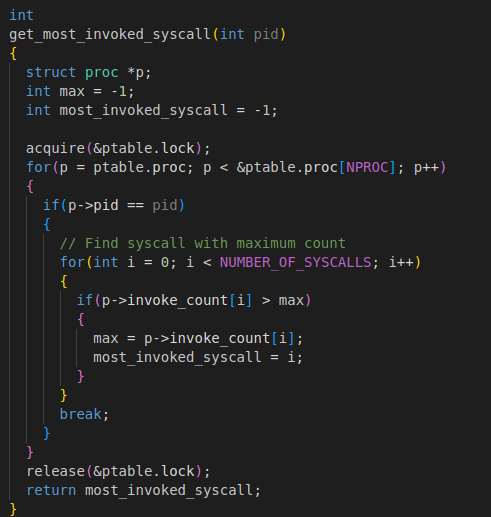 int
get_most_invoked_syscall(int pid)
{
  struct proc *p;
  int max = -1;
  int most_invoked_syscall = -1;

  acquire(&ptable.lock);
  for(p = ptable.proc; p < &ptable.proc[NPROC]; p++)
  {
    if(p->pid == pid)
    {
      // Find syscall with maximum count
      for(int i = 0; i < NUMBER_OF_SYSCALLS; i++)
      {
        if(p->invoke_count[i] > max)
        {
          max = p->invoke_count[i];
          most_invoked_syscall = i;
        }
      }
      break;
    }
  }
  release(&ptable.lock);
  return most_invoked_syscall;
}